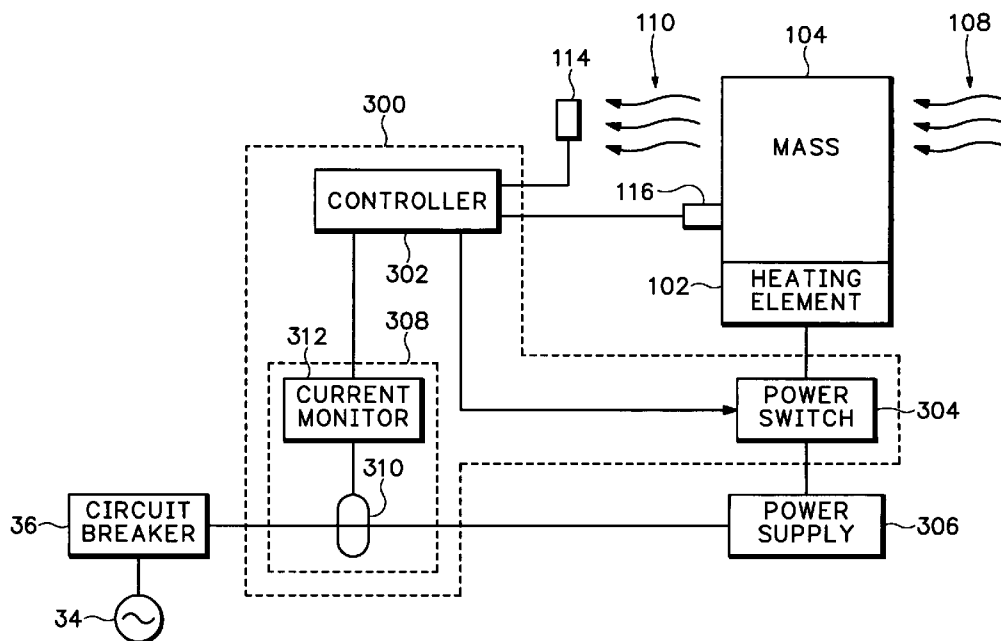 110
104
108
114
300
MASS
116
CONTROLLER
302
102
HEATING
ELEMENT
308
312
CURRENT
MONITOR
POWER
SWITCH
304
310
36
CIRCUIT
BREAKER
POWER
SUPPLY
306
34